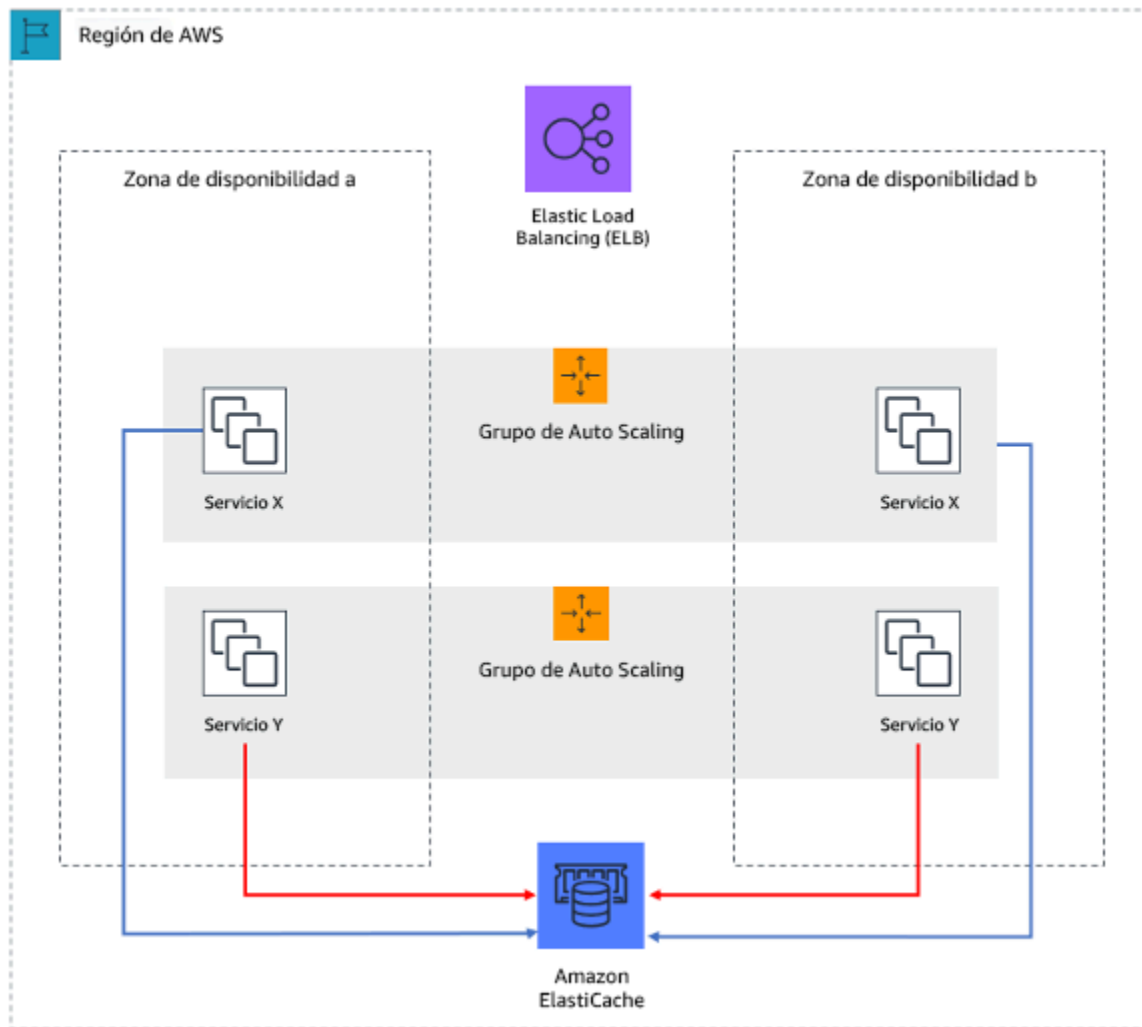 Región de AWS
Zona de disponibilidad a
Elastic Load
Balancing (ELB)
Zona de disponibilidad b
Grupo de Auto Scaling
Servicio X
Servicio X
Grupo de Auto Scaling
Servicio Y
Servicio Y
Amazon
ElastiCache